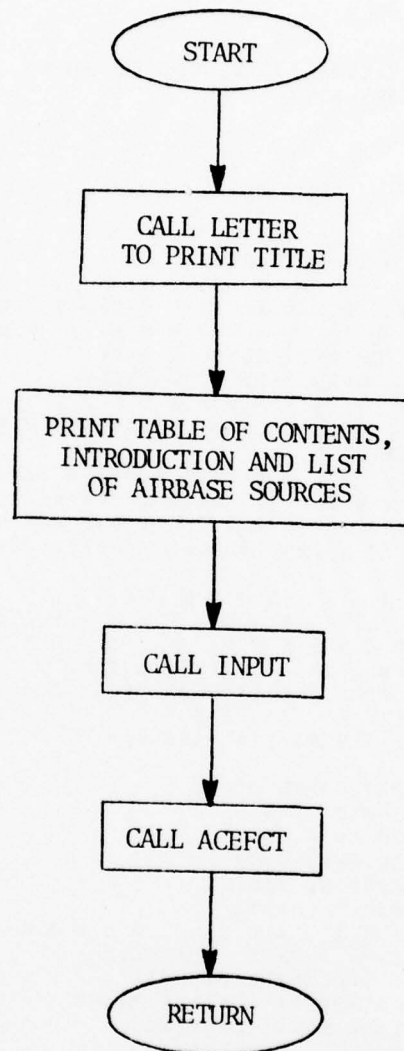 START
CALL LETTER
TO PRINT TITLE
PRINT TABLE OF CONTENTS,
INTRODUCTION AND LIST
OF AIRBASE SOURCES
CALL INPUT
CALL ACEFCT
RETURN